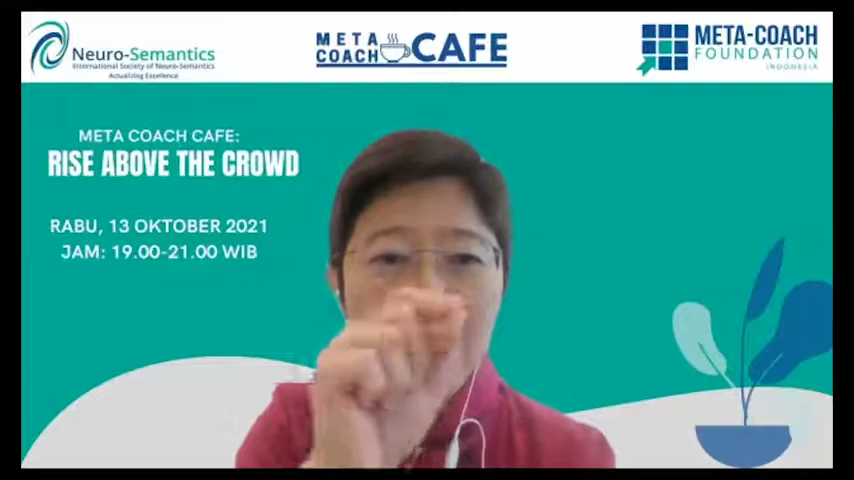 Neuro-Semantics
International Society of Neuro-Semantics
Actualizing Excellence
META
COACH CAFE
META-COACH
FOUNDATION
INDONESIA
META COACH CAFE:
RISE ABOVE THE CROWD
RABU, 13 OKTOBER 2021
JAM: 19.00-21.00 WIB